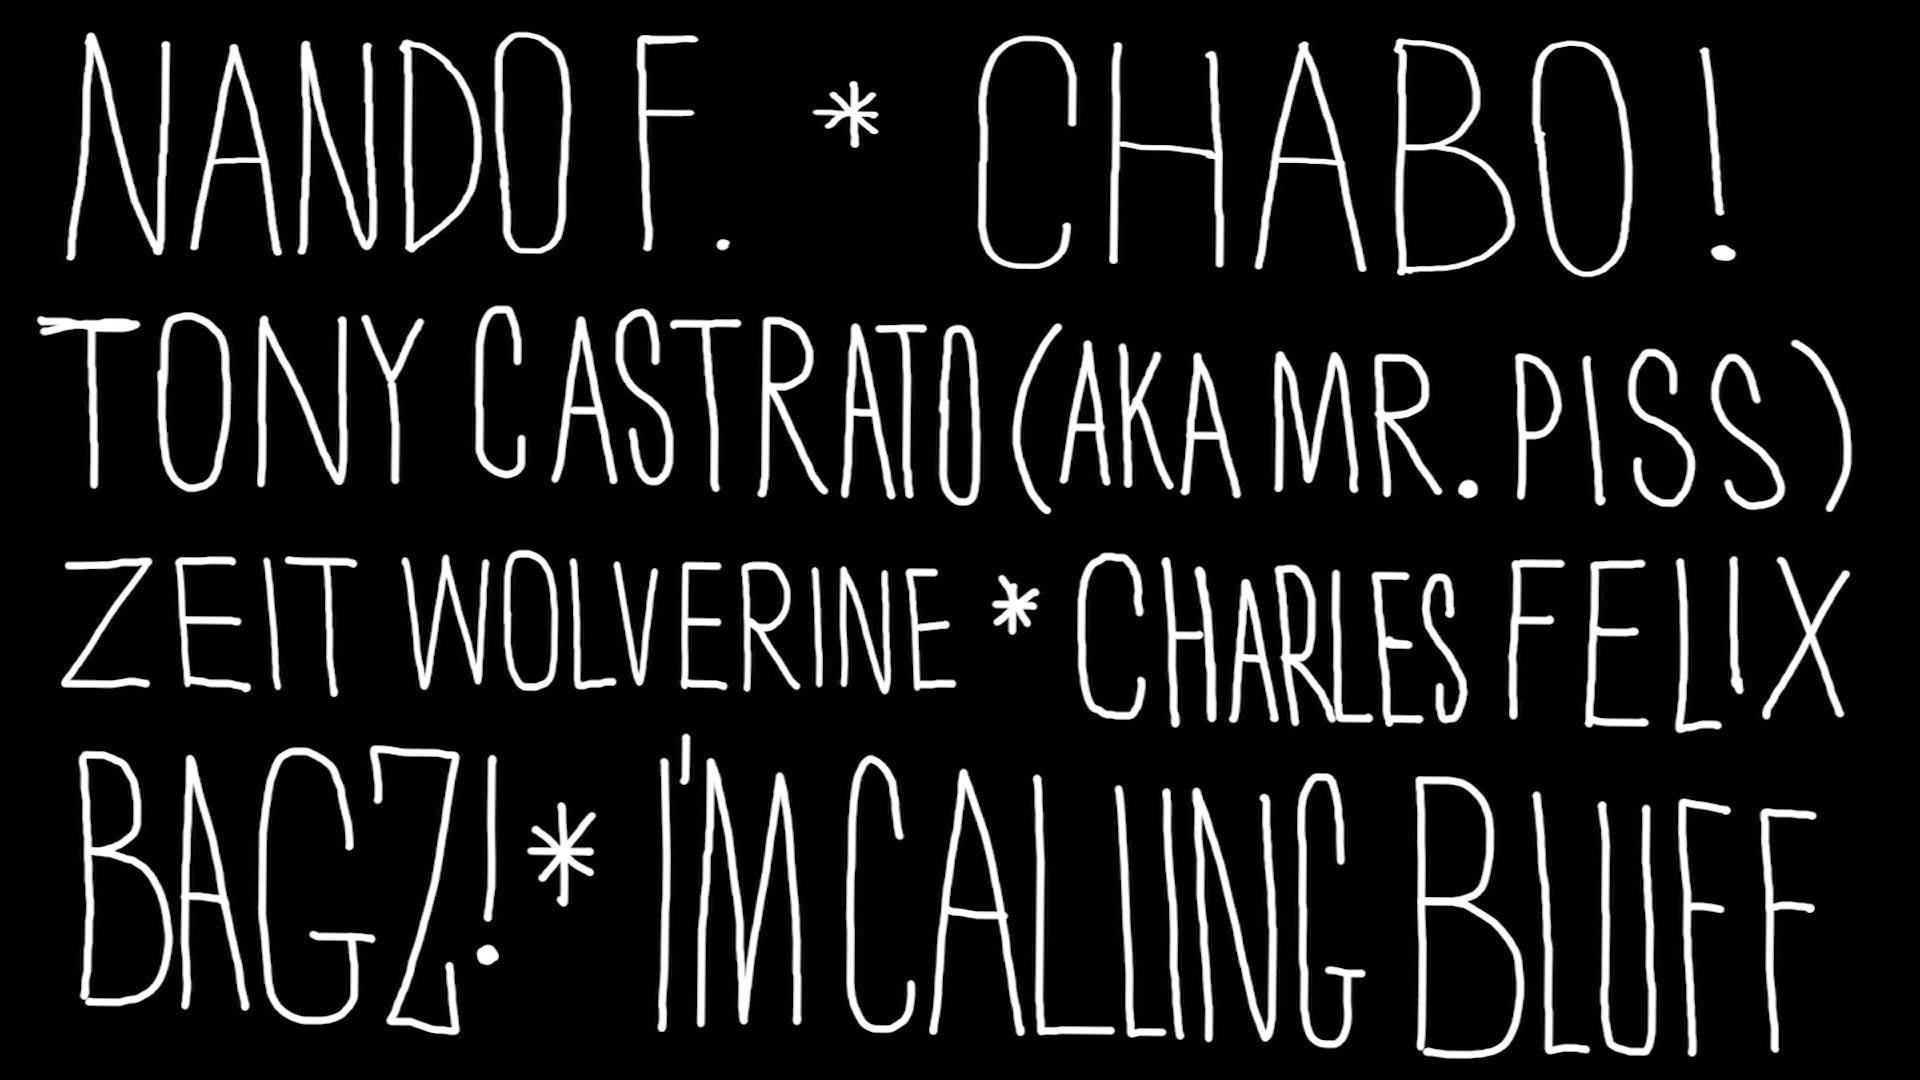 NANDO F. * CHABO!
TONY CASTRATO (AKA MR. PISS)
ZEIT WOLVERINE * CHARLES FELIX
BAGZ! * I'M CALLING BLUFF